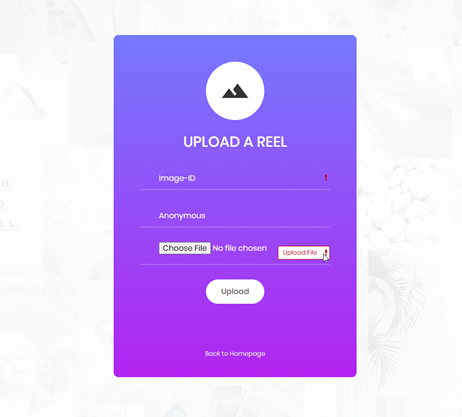 UPLOAD A REEL
Image-ID !
Anonymous
Choose File No file chosen
Upload File !
Upload
Back to Homepage